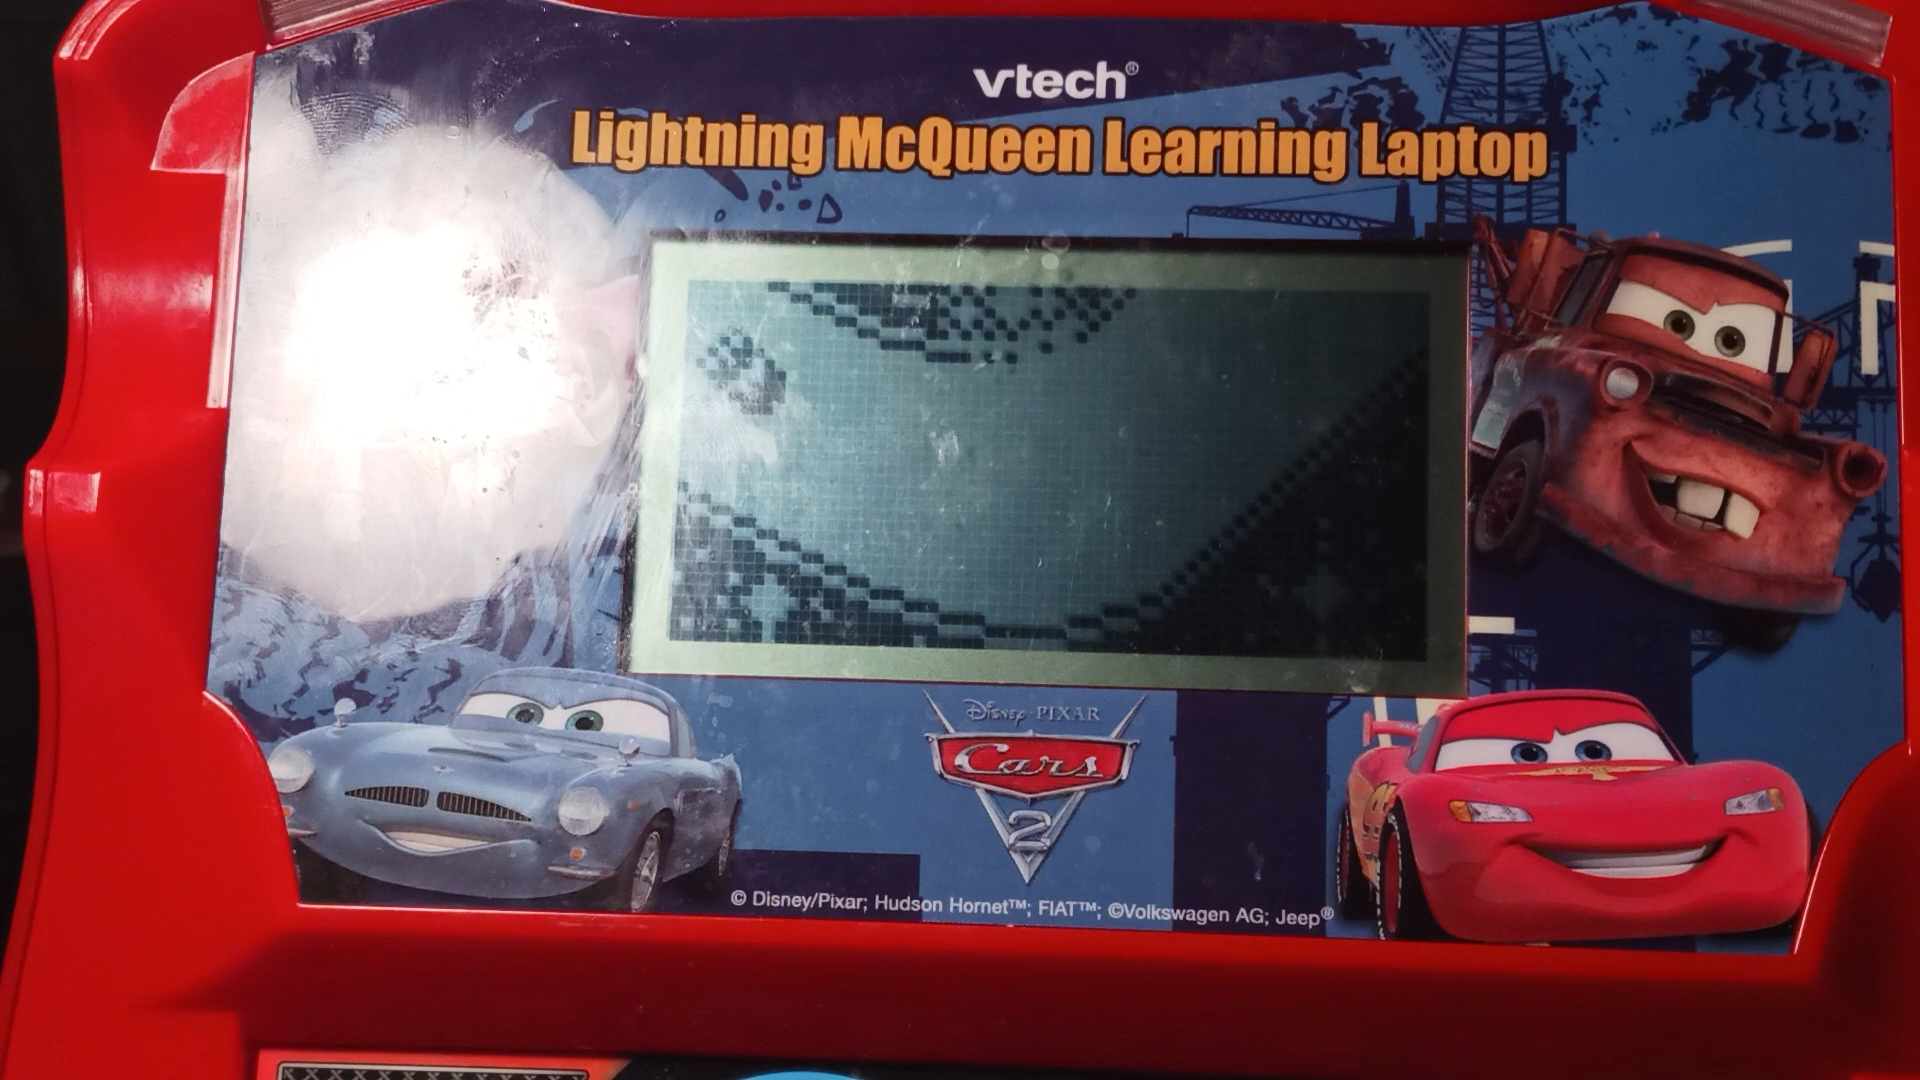 vtech®
Lightning McQueen Learning Laptop
Disney·PIXAR
Cars
2
© Disney/Pixar; Hudson Hornet™; FIAT™; ©Volkswagen AG; Jeep®